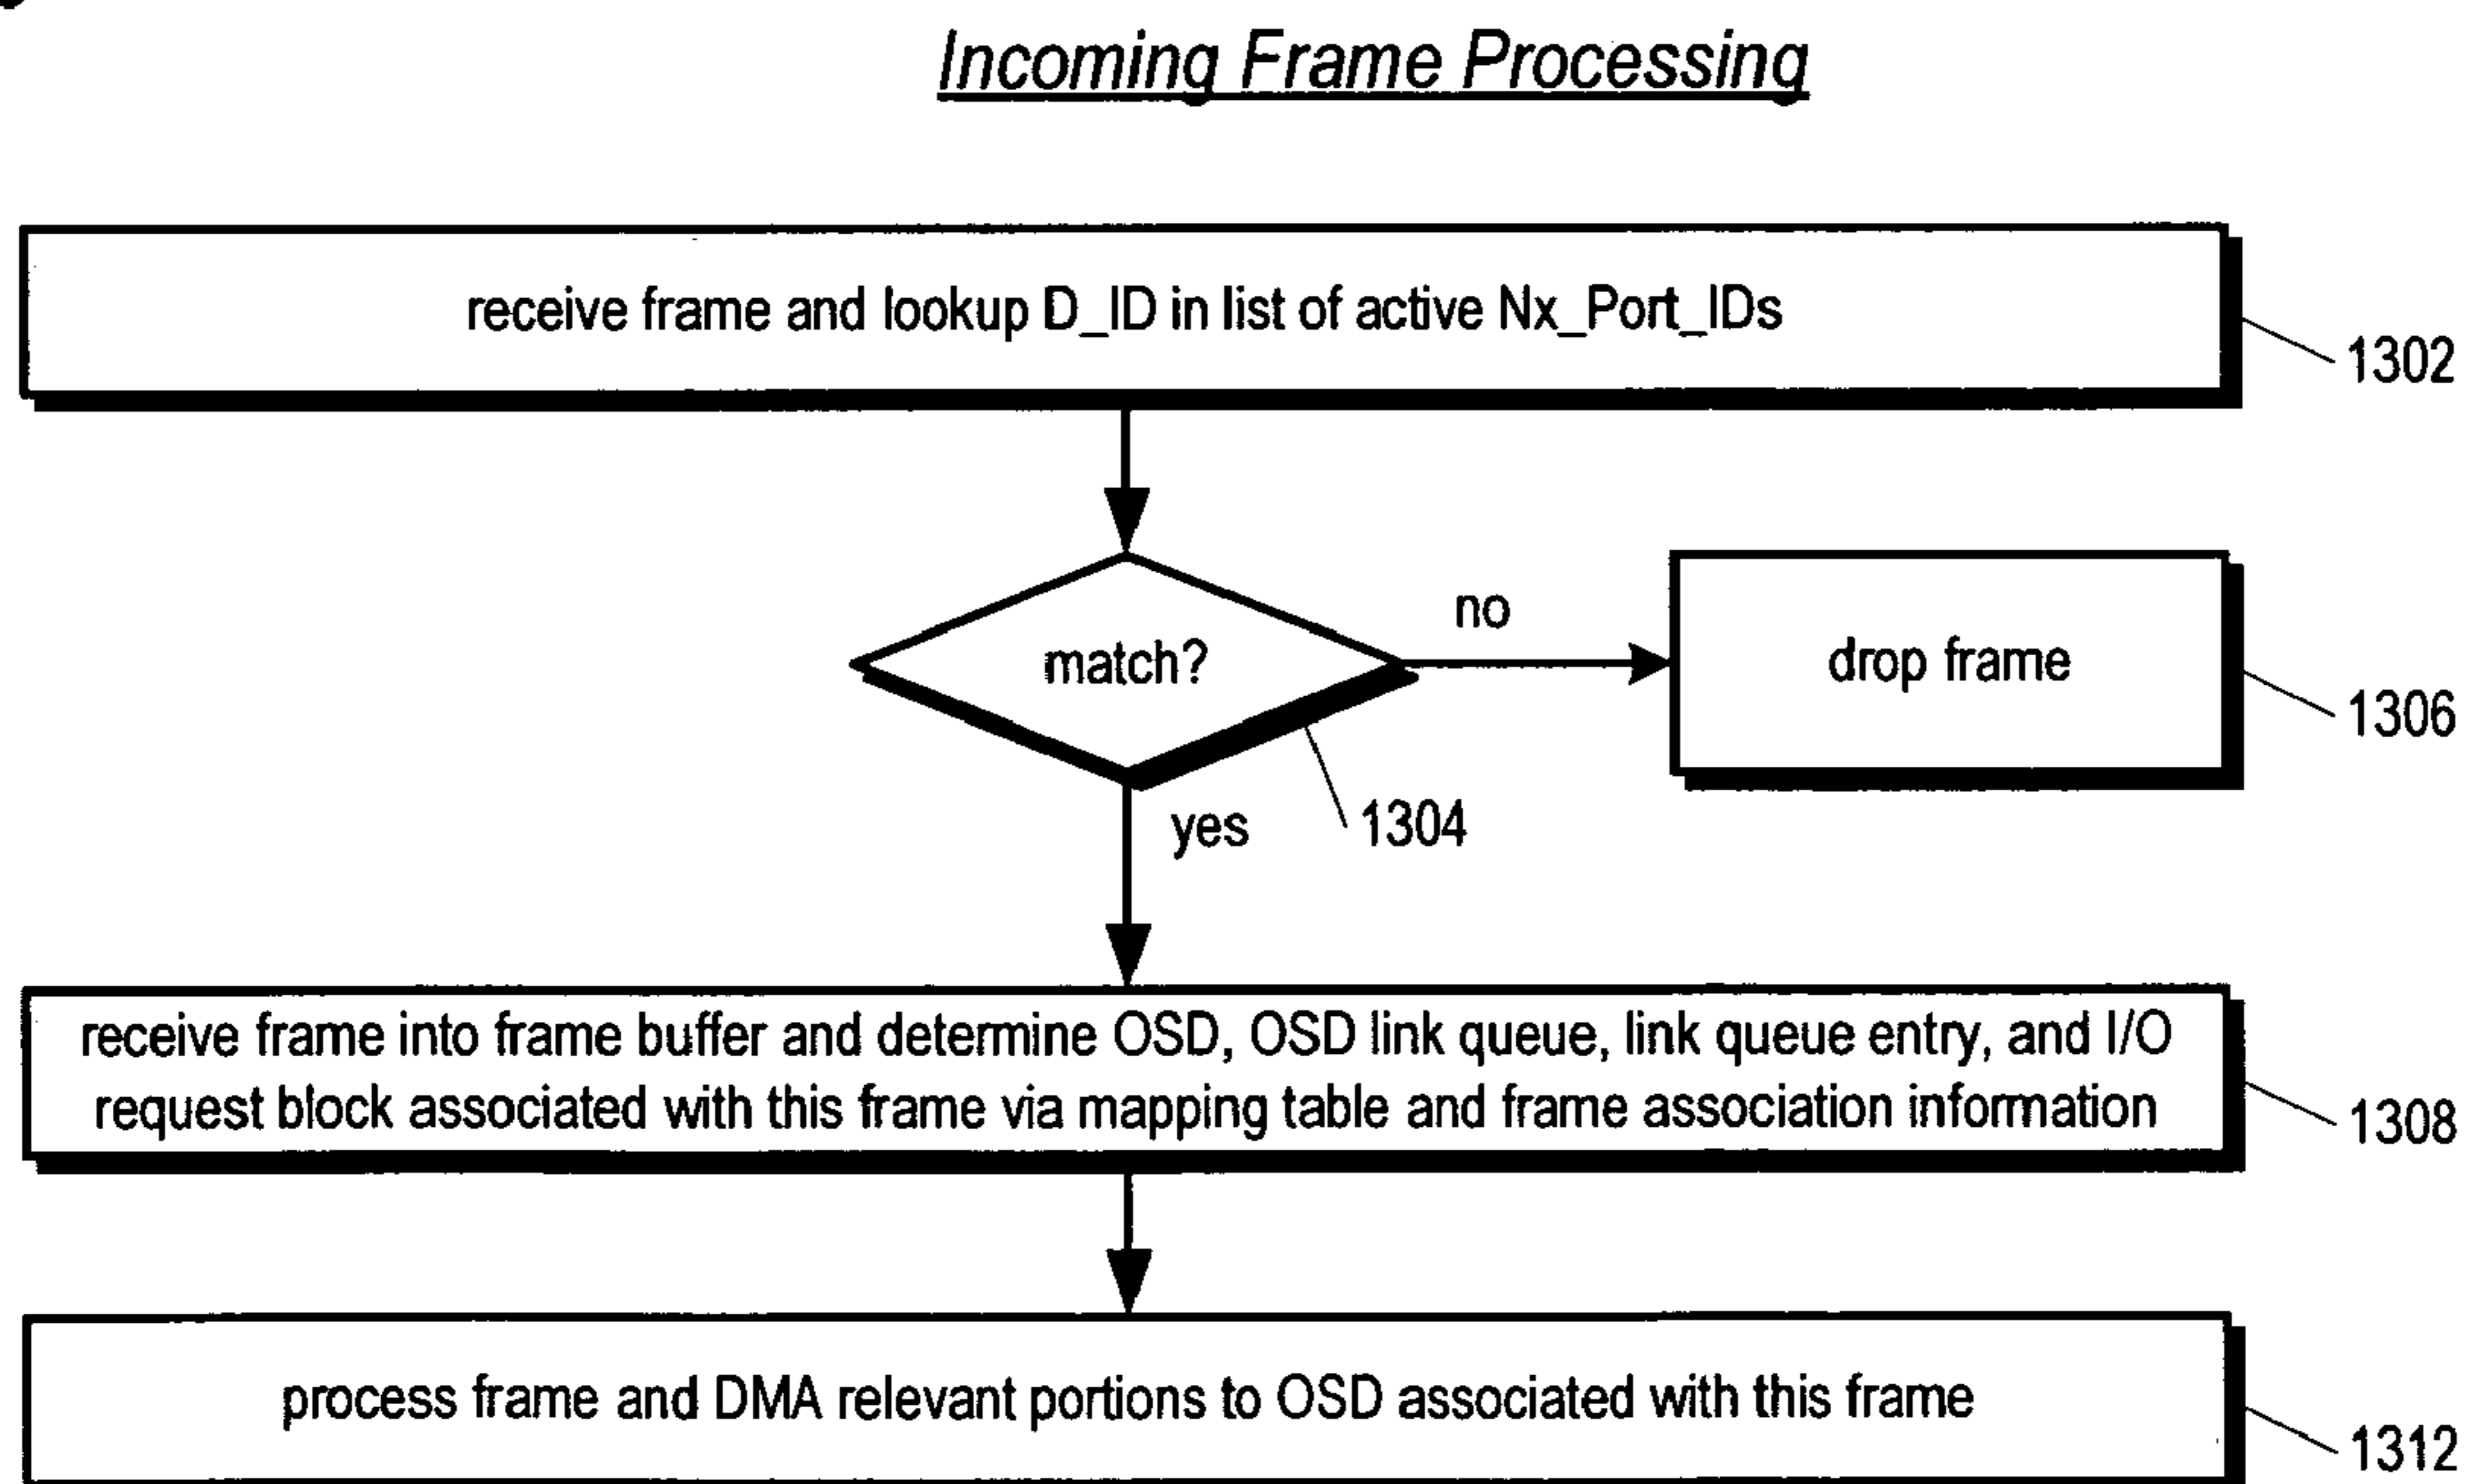 Incoming Frame Processing
receive frame and lookup D_ID in list of active Nx_Port_IDs
1302
no
match?
drop frame
1306
yes
1304
receive frame into frame buffer and determine OSD, OSD link queue, link queue entry, and I/O
request block associated with this frame via mapping table and frame association information
1308
process frame and DMA relevant portions to OSD associated with this frame
1312